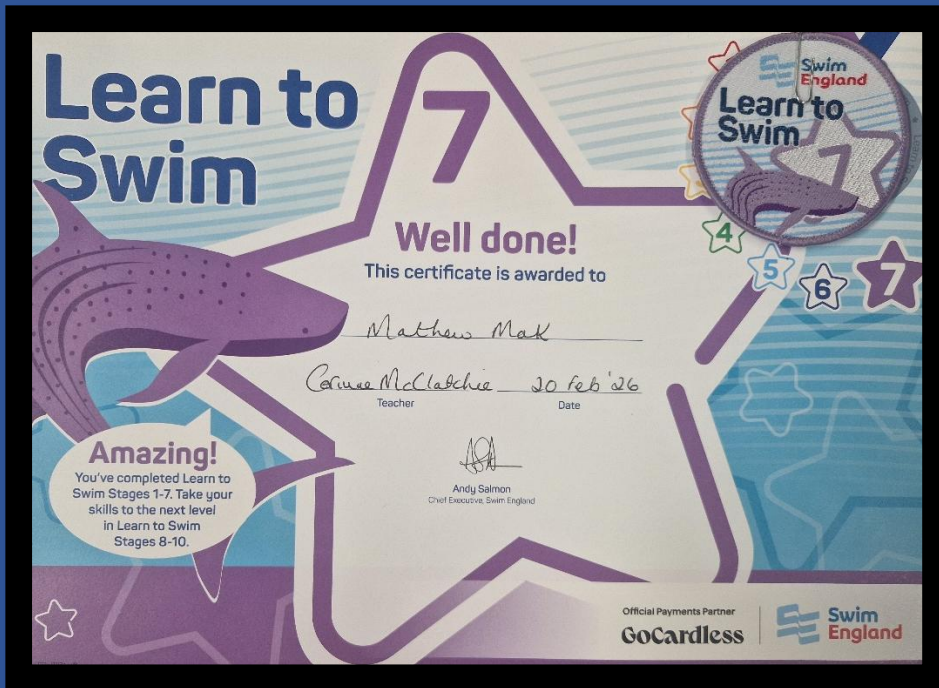 Learn to
Swim
7
Swim
England
Learn to
Swim
7
4
5
6
7
Well done!
This certificate is awarded to
Mathew Mak
McClatchie 20 Feb '26
Teacher Date
Amazing!
You've completed Learn to
Swim Stages 1-7. Take your
skills to the next level
in Learn to Swim
Stages 8-10.
Andy Salmon
Chief Executive, Swim England
Official Payments Partner
GoCardless
Swim
England